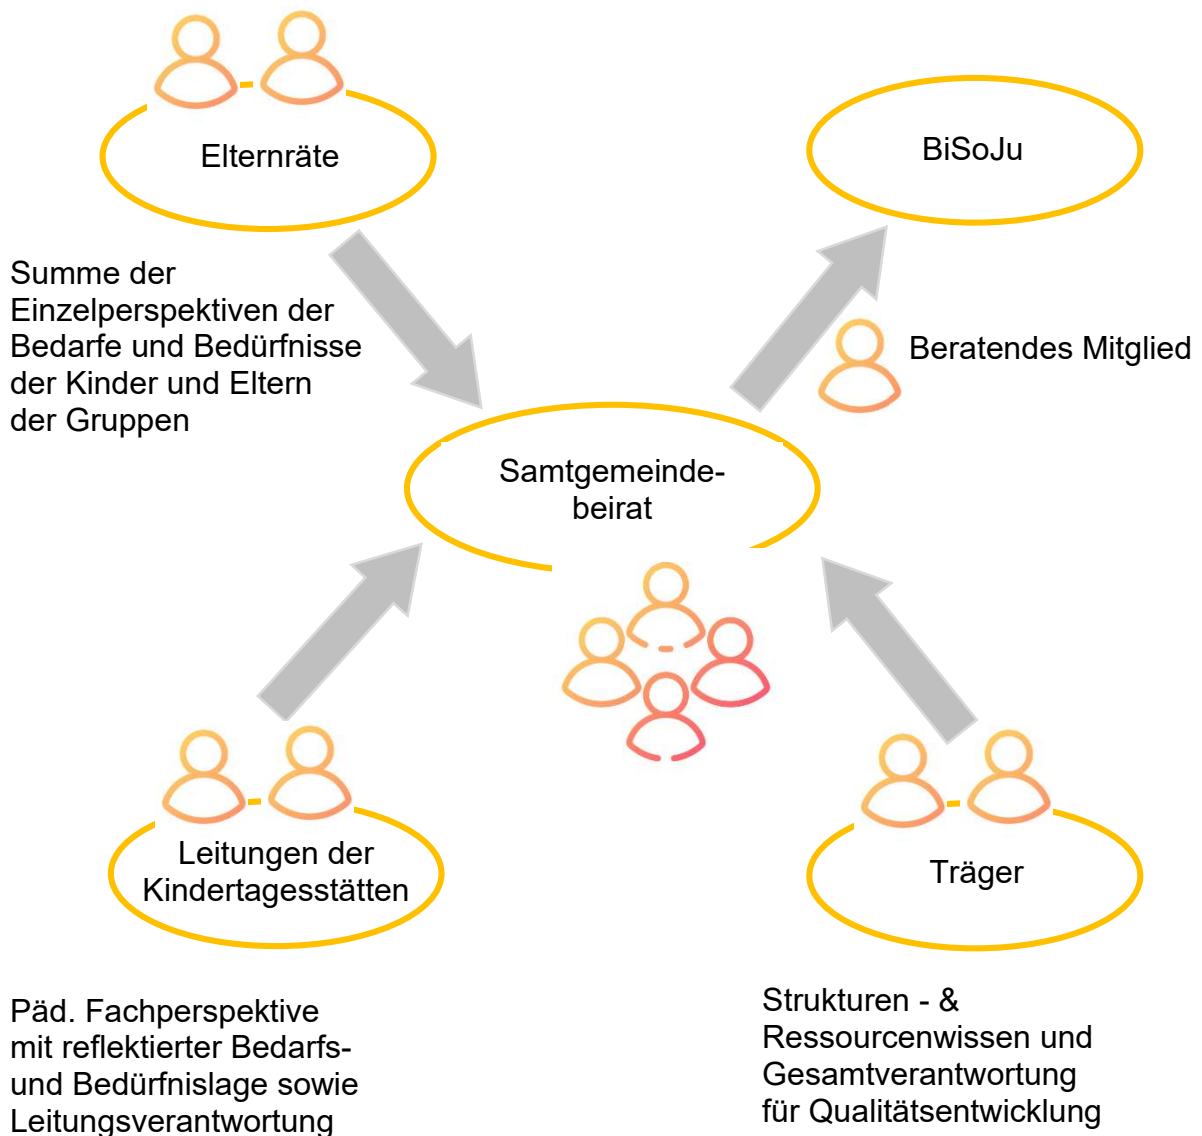 Elternräte
BiSoJu
Summe der
Einzelperspektiven der
Bedarfe und Bedürfnisse
der Kinder und Eltern
der Gruppen
Beratendes Mitglied
Samtgemeinde-
beirat
Leitungen der
Kindertagesstätten
Träger
Päd. Fachperspektive
mit reflektierter Bedarfs-
und Bedürfnislage sowie
Leitungsverantwortung
Strukturen - &
Ressourcenwissen und
Gesamtverantwortung
für Qualitätsentwicklung